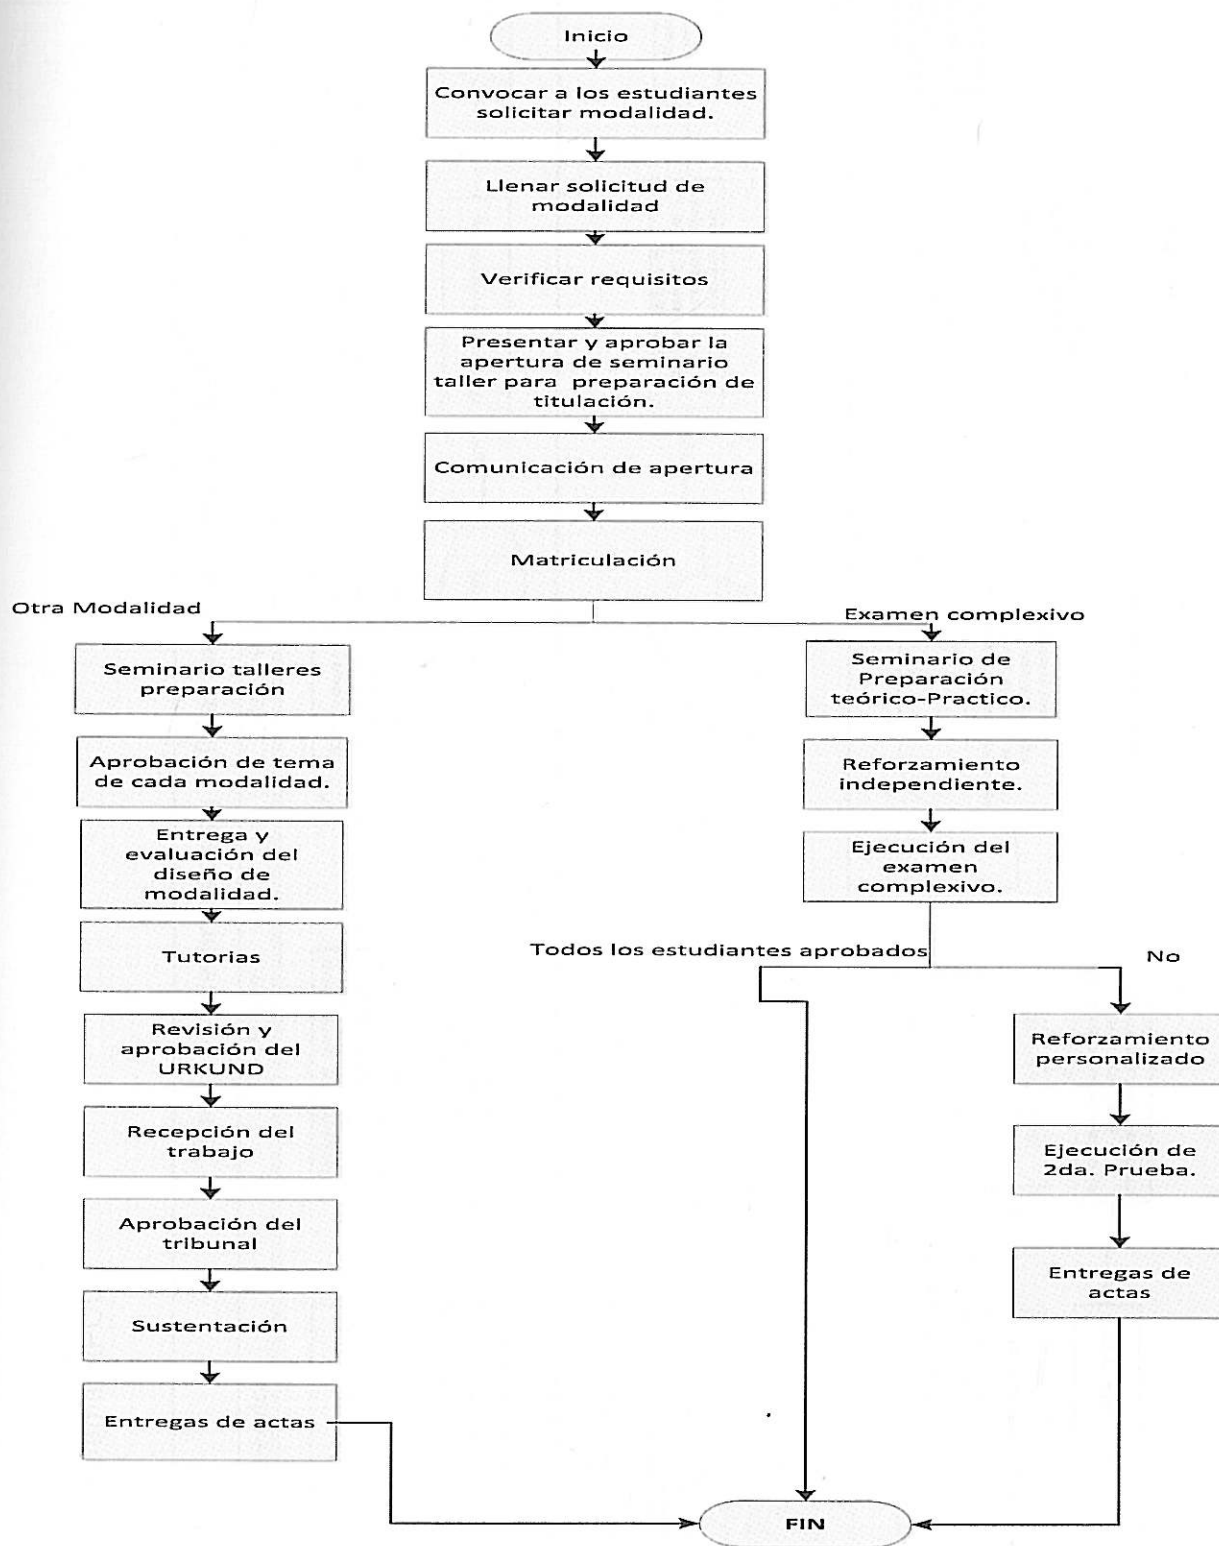 Inicio
Convocar a los estudiantes
solicitar modalidad.
Llenar solicitud de
modalidad
Verificar requisitos
Presentar y aprobar la
apertura de seminario
taller para preparación de
titulación.
Comunicación de apertura
Matriculación
Otra Modalidad
Seminario talleres
preparación
Aprobación de tema
de cada modalidad.
Entrega y
evaluación del
diseño de
modalidad.
Tutorias
Revisión y
aprobación del
URKUND
Recepción del
trabajo
Aprobación del
tribunal
Sustentación
Entregas de actas
Examen complexivo
Seminario de
Preparación
teórico-Practico.
Reforzamiento
independiente.
Ejecución del
examen
complexivo.
Todos los estudiantes aprobados
No
Reforzamiento
personalizado
Ejecución de
2da. Prueba.
Entregas de
actas
FIN